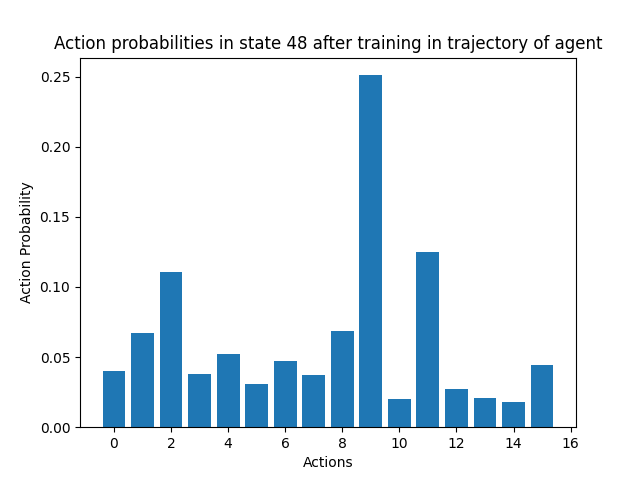 Action probabilities in state 48 after training in trajectory of agent
0.25
0.20
0.15
0.10
0.05
0.00
Action Probability
0 2 4 6 8 10 12 14 16
Actions